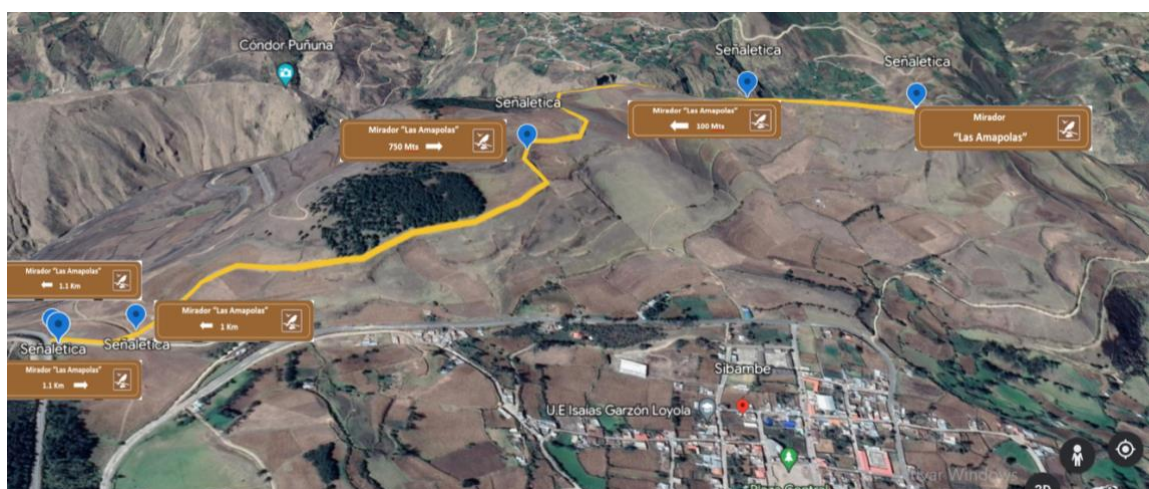 Cóndor Puñuna
Señaletica
Señaletica
Señaletica
Mirador "Las Amapolas"
750 Mts
Mirador "Las Amapolas"
100 Mts
Mirador
"Las Amapolas"
Mirador "Las Amapolas"
1.1 Km
Mirador "Las Amapolas"
1 Km
Señaletica
Señaletica
Mirador "Las Amapolas"
1.1 Km
Sibambe
U.E Isaias Garzón Loyola
Windows